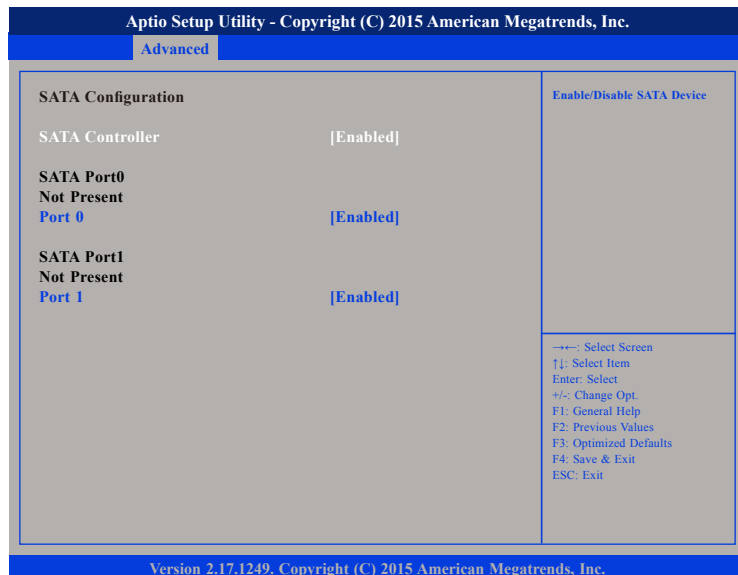 Aptio Setup Utility - Copyright (C) 2015 American Megatrends, Inc.
Advanced
SATA Configuration
SATA Controller [Enabled]
SATA Port0
Not Present
Port 0 [Enabled]
SATA Port1
Not Present
Port 1 [Enabled]
Enable/Disable SATA Device
→←: Select Screen
↑↓: Select Item
Enter: Select
+/-: Change Opt.
F1: General Help
F2: Previous Values
F3: Optimized Defaults
F4: Save & Exit
ESC: Exit
Version 2.17.1249. Copyright (C) 2015 American Megatrends, Inc.